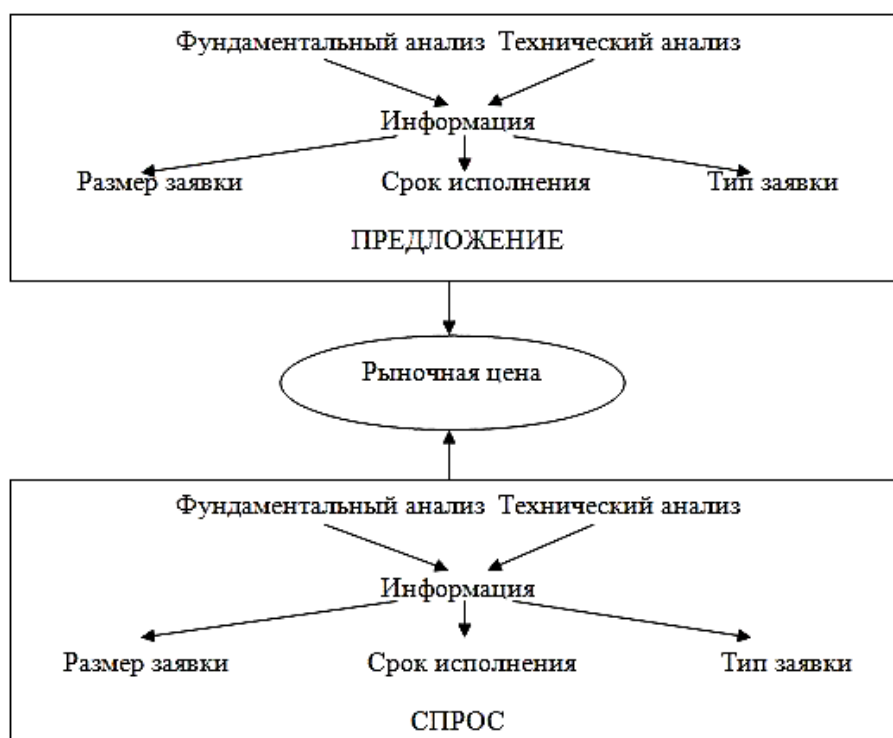 Фундаментальный анализ Технический анализ
Информация
Размер заявки Срок исполнения Тип заявки
ПРЕДЛОЖЕНИЕ
Рыночная цена
Фундаментальный анализ Технический анализ
Информация
Размер заявки Срок исполнения Тип заявки
СПРОС